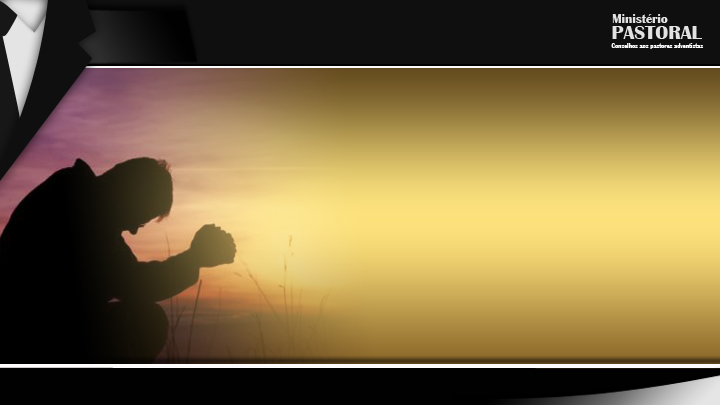 Ministério
PASTORAL
Conselhos aos pastores adventistas